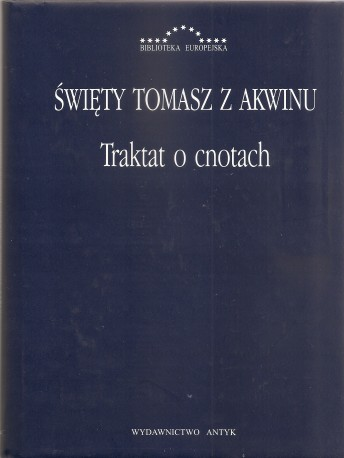 BIBLIOTEKA EUROPEJSKA
ŚWIĘTY TOMASZ Z AKWINU
Traktat o cnotach
WYDAWNICTWO ANTYK